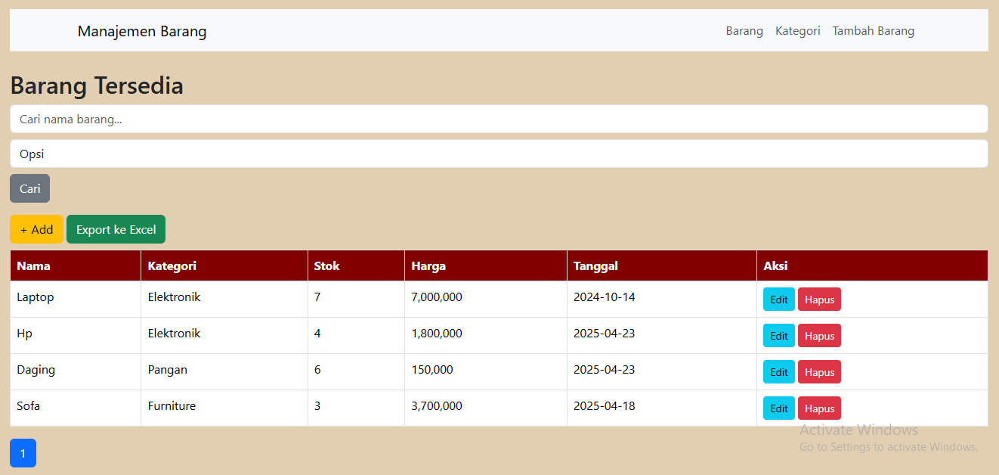 Manajemen Barang Barang Kategori Tambah Barang
Barang Tersedia
Cari nama barang...
Opsi
Cari
+ Add Export ke Excel
Nama Kategori Stok Harga Tanggal Aksi
Laptop Elektronik 7 7,000,000 2024-10-14 Edit Hapus
Hp Elektronik 4 1,800,000 2025-04-23 Edit Hapus
Daging Pangan 6 150,000 2025-04-23 Edit Hapus
Sofa Furniture 3 3,700,000 2025-04-18 Edit Hapus
Activate Windows
Go to Settings to activate Windows.
1